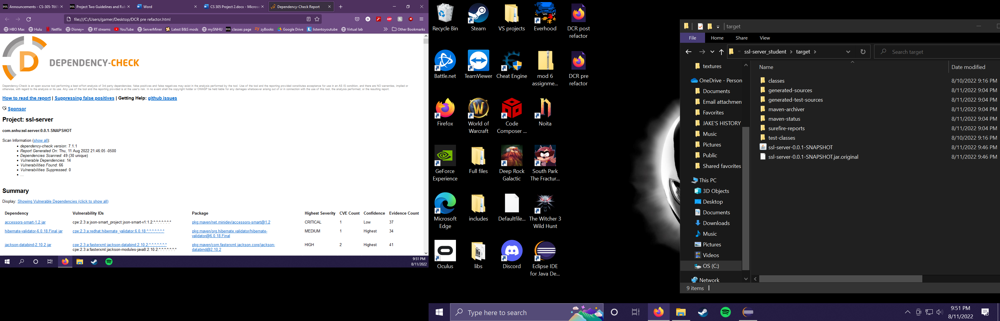 Announcements - CS-305-T661
Project Two Guidelines and Rub
Word
CS 305 Project 2.docx - Microso
Dependency-Check Report
file:///C:/Users/gamer/Desktop/DCR pre refactor.html
HBO Max
Hulu
Netflix
Disney+
RT streams
YouTube
ServerMiner
Latest B&S mods
mySNHU
classes page
zyBooks
Google Drive
listentoyoutube
Virtual lab
Other Bookmarks
DEPENDENCY-CHECK
Dependency-Check is an open source tool performing a best effort analysis of 3rd party dependencies; false positives and false negatives may exist in the analysis performed by the tool. Use of the tool and the reporting provided constitutes acceptance for use in an AS IS condition, and there are NO warranties, implied or
otherwise, with regard to the analysis or its use. Any use of the tool and the reporting provided is at the user's risk. In no event shall the copyright holder or OWASP be held liable for any damages whatsoever arising out of or in connection with the use of this tool, the analysis performed, or the resulting report.
How to read the report | Suppressing false positives | Getting Help: github issues
Sponsor
Project: ssl-server
com.snhu:ssl-server:0.0.1-SNAPSHOT
Scan Information (show all):
• dependency-check version: 7.1.1
• Report Generated On: Thu, 11 Aug 2022 21:46:05 -0500
• Dependencies Scanned: 49 (30 unique)
• Vulnerable Dependencies: 14
• Vulnerabilities Found: 66
• Vulnerabilities Suppressed: 0
• ...
Summary
Display: Showing Vulnerable Dependencies (click to show all)
Dependency Vulnerability IDs Package Highest Severity CVE Count Confidence Evidence Count
accessors-smart-1.2.jar cpe:2.3:a:json-smart_project:json-smart-v1:1.2:*:*:*:*:*:*:* pkg:maven/net.minidev/accessors-smart@1.2 CRITICAL 1 Low 37
hibernate-validator-6.0.18.Final.jar cpe:2.3:a:redhat:hibernate_validator:6.0.18:*:*:*:*:*:*:* pkg:maven/org.hibernate.validator/hibernate-validator@6.0.18.Final MEDIUM 1 Highest 34
jackson-databind-2.10.2.jar cpe:2.3:a:fasterxml:jackson-databind:2.10.2:*:*:*:*:*:*:* pkg:maven/com.fasterxml.jackson.core/jackson-databind@2.10.2 HIGH 2 Highest 41
cpe:2.3:a:fasterxml:jackson-modules-java8:2.10.2:*:*:*:*:*:*:*
9:51 PM
8/11/2022
Recycle Bin
Steam
VS projects
Everhood
DCR post
refactor
Battle.net
TeamViewer
Cheat Engine
mod 6
assignme...
DCR pre
refactor
Firefox
World of
Warcraft
Code
Composer ...
Noita
GeForce
Experience
Full files
Deep Rock
Galactic
South Park
The Fractur...
Microsoft
Edge
includes
Defaultfile...
The Witcher 3
Wild Hunt
Oculus
libs
Discord
Eclipse IDE
for Java De...
target
File
Home
Share
View
ssl-server_student
target
Search target
textures
OneDrive - Person
Documents
Email attachmen
Favorites
JAKE'S HISTORY
Music
Pictures
Public
Shared favorites
This PC
3D Objects
Desktop
Documents
Downloads
Music
Pictures
Videos
OS (C:)
Network
Name Date modified
classes 8/10/2022 9:16 PM
generated-sources 8/11/2022 9:04 PM
generated-test-sources 8/11/2022 9:04 PM
maven-archiver 8/11/2022 9:04 PM
maven-status 8/11/2022 9:04 PM
surefire-reports 8/11/2022 9:04 PM
test-classes 8/10/2022 9:16 PM
ssl-server-0.0.1-SNAPSHOT 8/11/2022 9:46 PM
ssl-server-0.0.1-SNAPSHOT.jar.original 8/11/2022 9:46 PM
9 items
Type here to search
9:51 PM
8/11/2022